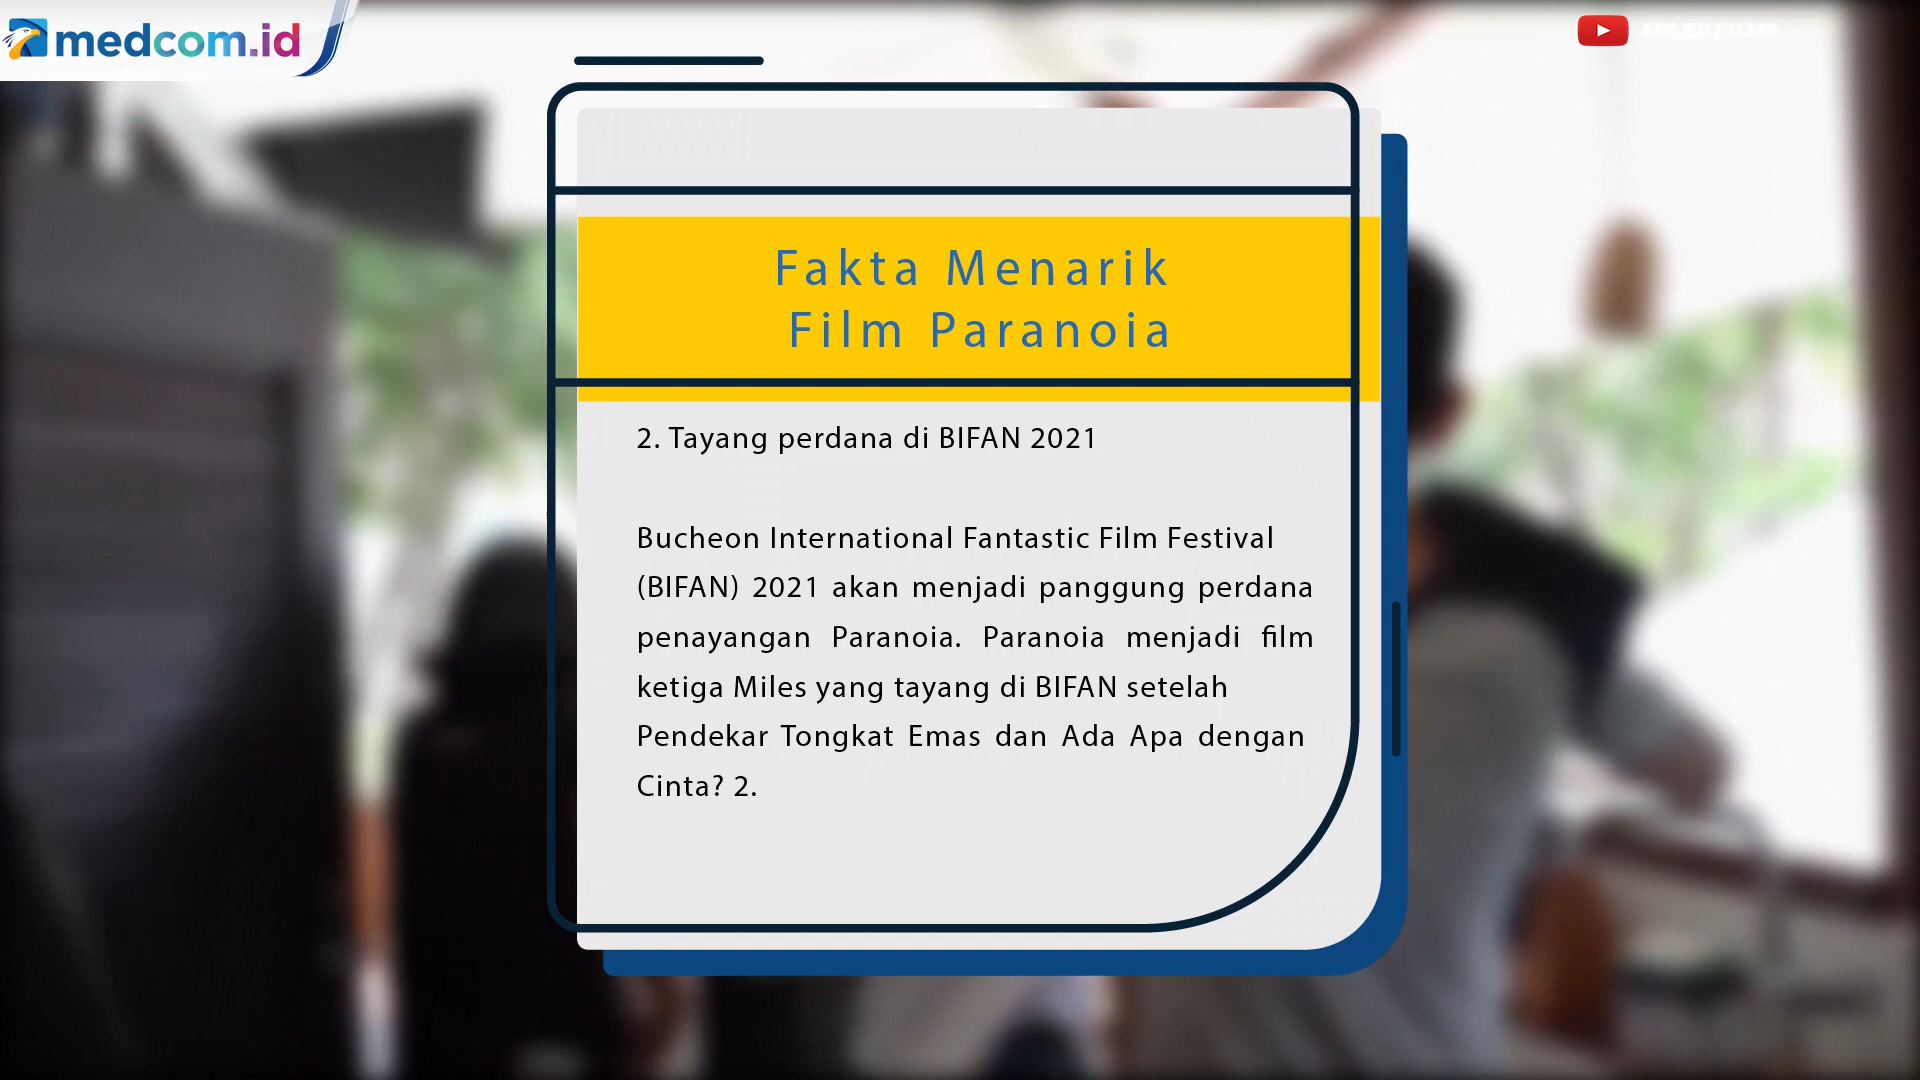 medcom.id
MILES FILMS
Fakta Menarik
Film Paranoia
2. Tayang perdana di BIFAN 2021
Bucheon International Fantastic Film Festival
(BIFAN) 2021 akan menjadi panggung perdana
penayangan Paranoia. Paranoia menjadi film
ketiga Miles yang tayang di BIFAN setelah
Pendekar Tongkat Emas dan Ada Apa dengan
Cinta? 2.